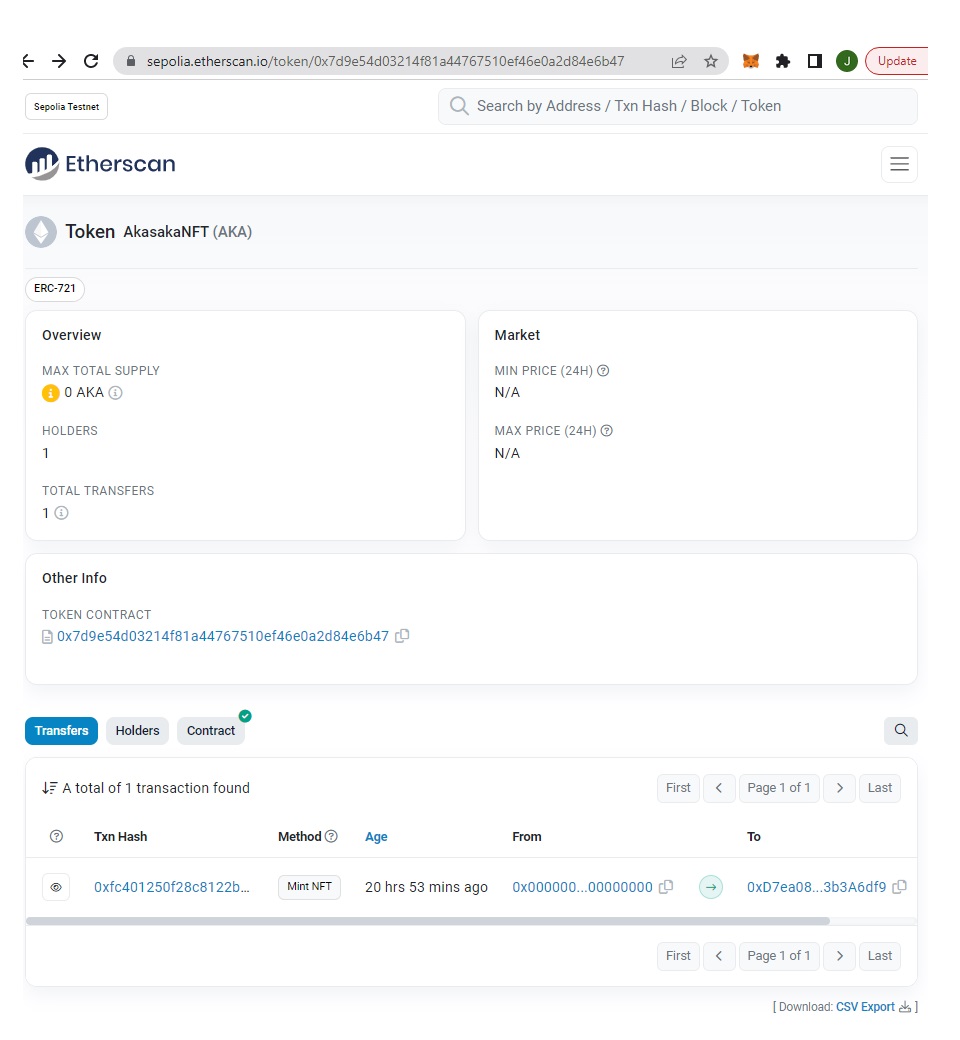 sepolia.etherscan.io/token/0x7d9e54d03214f81a44767510ef46e0a2d84e6b47
J
Update
Sepolia Testnet
Search by Address / Txn Hash / Block / Token
Etherscan
Token AkasakaNFT (AKA)
ERC-721
Overview
MAX TOTAL SUPPLY
0 AKA
HOLDERS
1
TOTAL TRANSFERS
1
Market
MIN PRICE (24H)
N/A
MAX PRICE (24H)
N/A
Other Info
TOKEN CONTRACT
0x7d9e54d03214f81a44767510ef46e0a2d84e6b47
Transfers Holders Contract
A total of 1 transaction found
First Page 1 of 1 Last
Txn Hash Method Age From To
0xfc401250f28c8122b... Mint NFT 20 hrs 53 mins ago 0x000000...00000000 0xD7ea08...3b3A6df9
First Page 1 of 1 Last
[ Download: CSV Export ]